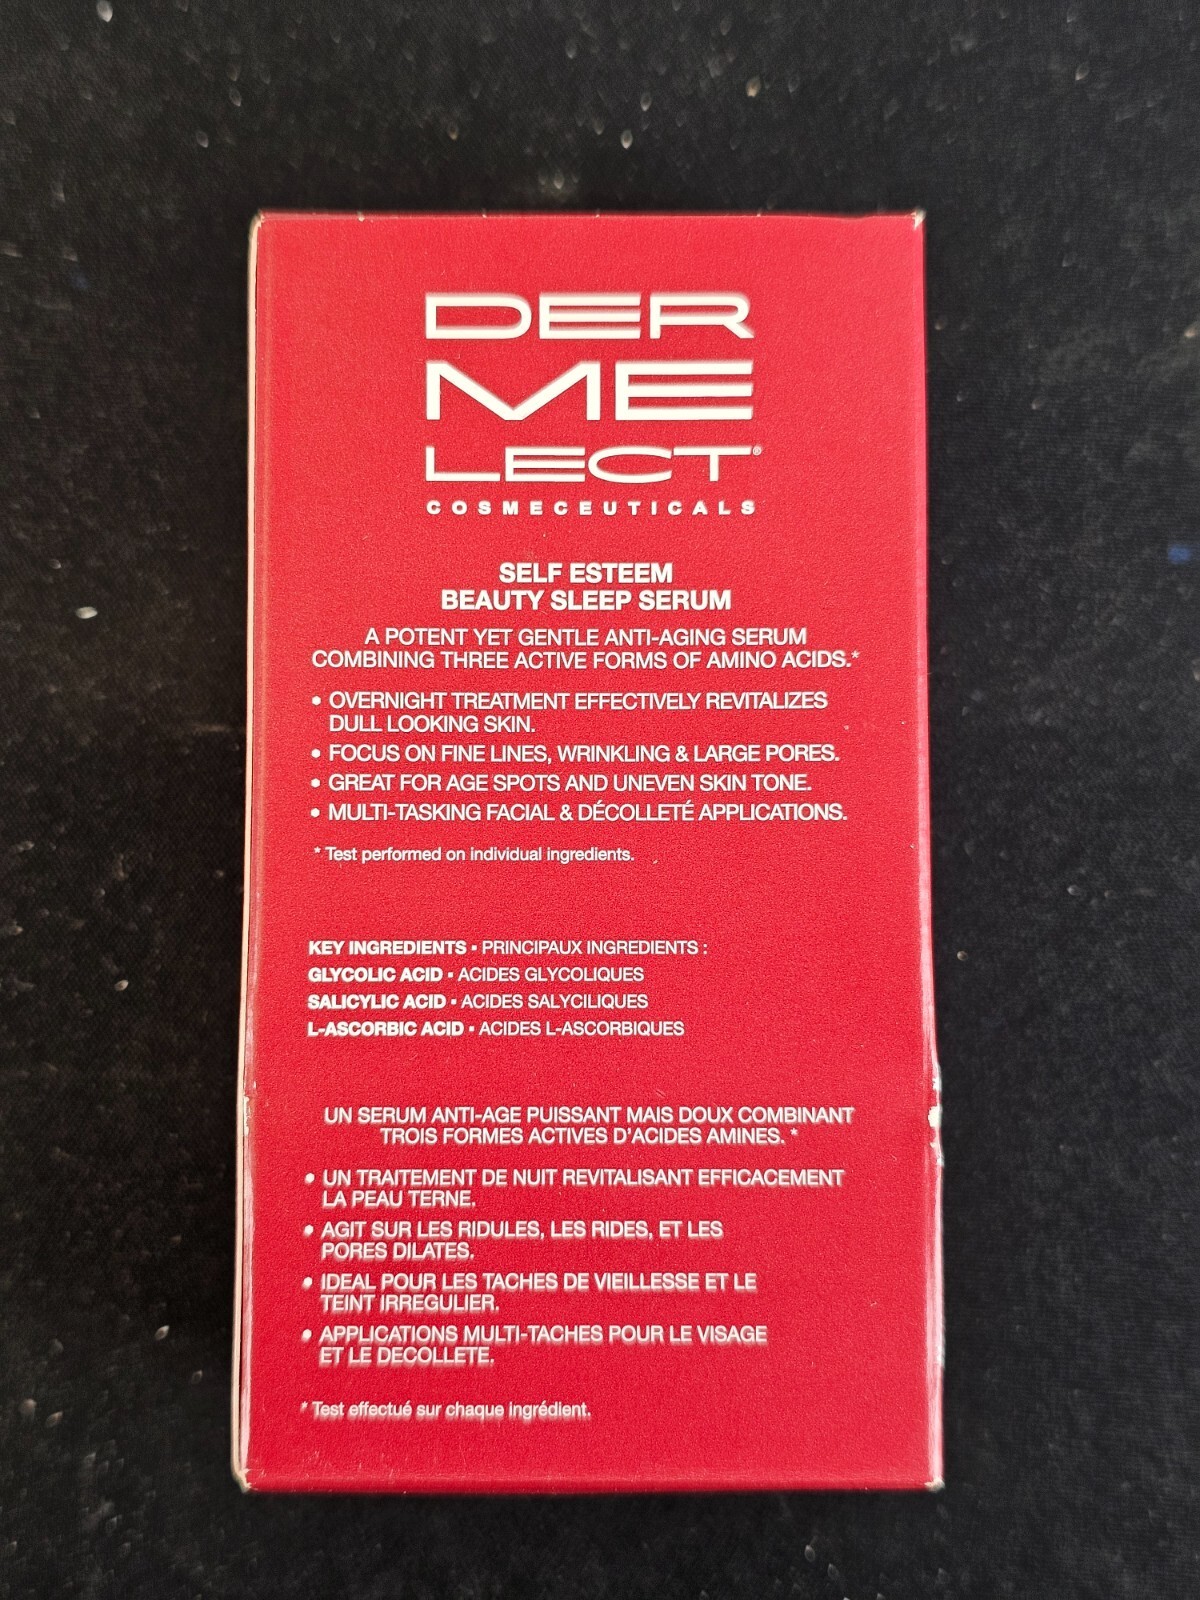 DER
ME
LECT®
COSMECEUTICALS
SELF ESTEEM
BEAUTY SLEEP SERUM
A POTENT YET GENTLE ANTI-AGING SERUM
COMBINING THREE ACTIVE FORMS OF AMINO ACIDS.*
• OVERNIGHT TREATMENT EFFECTIVELY REVITALIZES
DULL LOOKING SKIN.
• FOCUS ON FINE LINES, WRINKLING & LARGE PORES.
• GREAT FOR AGE SPOTS AND UNEVEN SKIN TONE.
• MULTI-TASKING FACIAL & DÉCOLLETÉ APPLICATIONS.
* Test performed on individual ingredients.
KEY INGREDIENTS ▪ PRINCIPAUX INGREDIENTS :
GLYCOLIC ACID ▪ ACIDES GLYCOLIQUES
SALICYLIC ACID ▪ ACIDES SALYCILIQUES
L-ASCORBIC ACID ▪ ACIDES L-ASCORBIQUES
UN SERUM ANTI-AGE PUISSANT MAIS DOUX COMBINANT
TROIS FORMES ACTIVES D'ACIDES AMINES. *
• UN TRAITEMENT DE NUIT REVITALISANT EFFICACEMENT
LA PEAU TERNE.
• AGIT SUR LES RIDULES, LES RIDES, ET LES
PORES DILATES.
• IDEAL POUR LES TACHES DE VIEILLESSE ET LE
TEINT IRREGULIER.
• APPLICATIONS MULTI-TACHES POUR LE VISAGE
ET LE DECOLLETE.
* Test effectué sur chaque ingrédient.